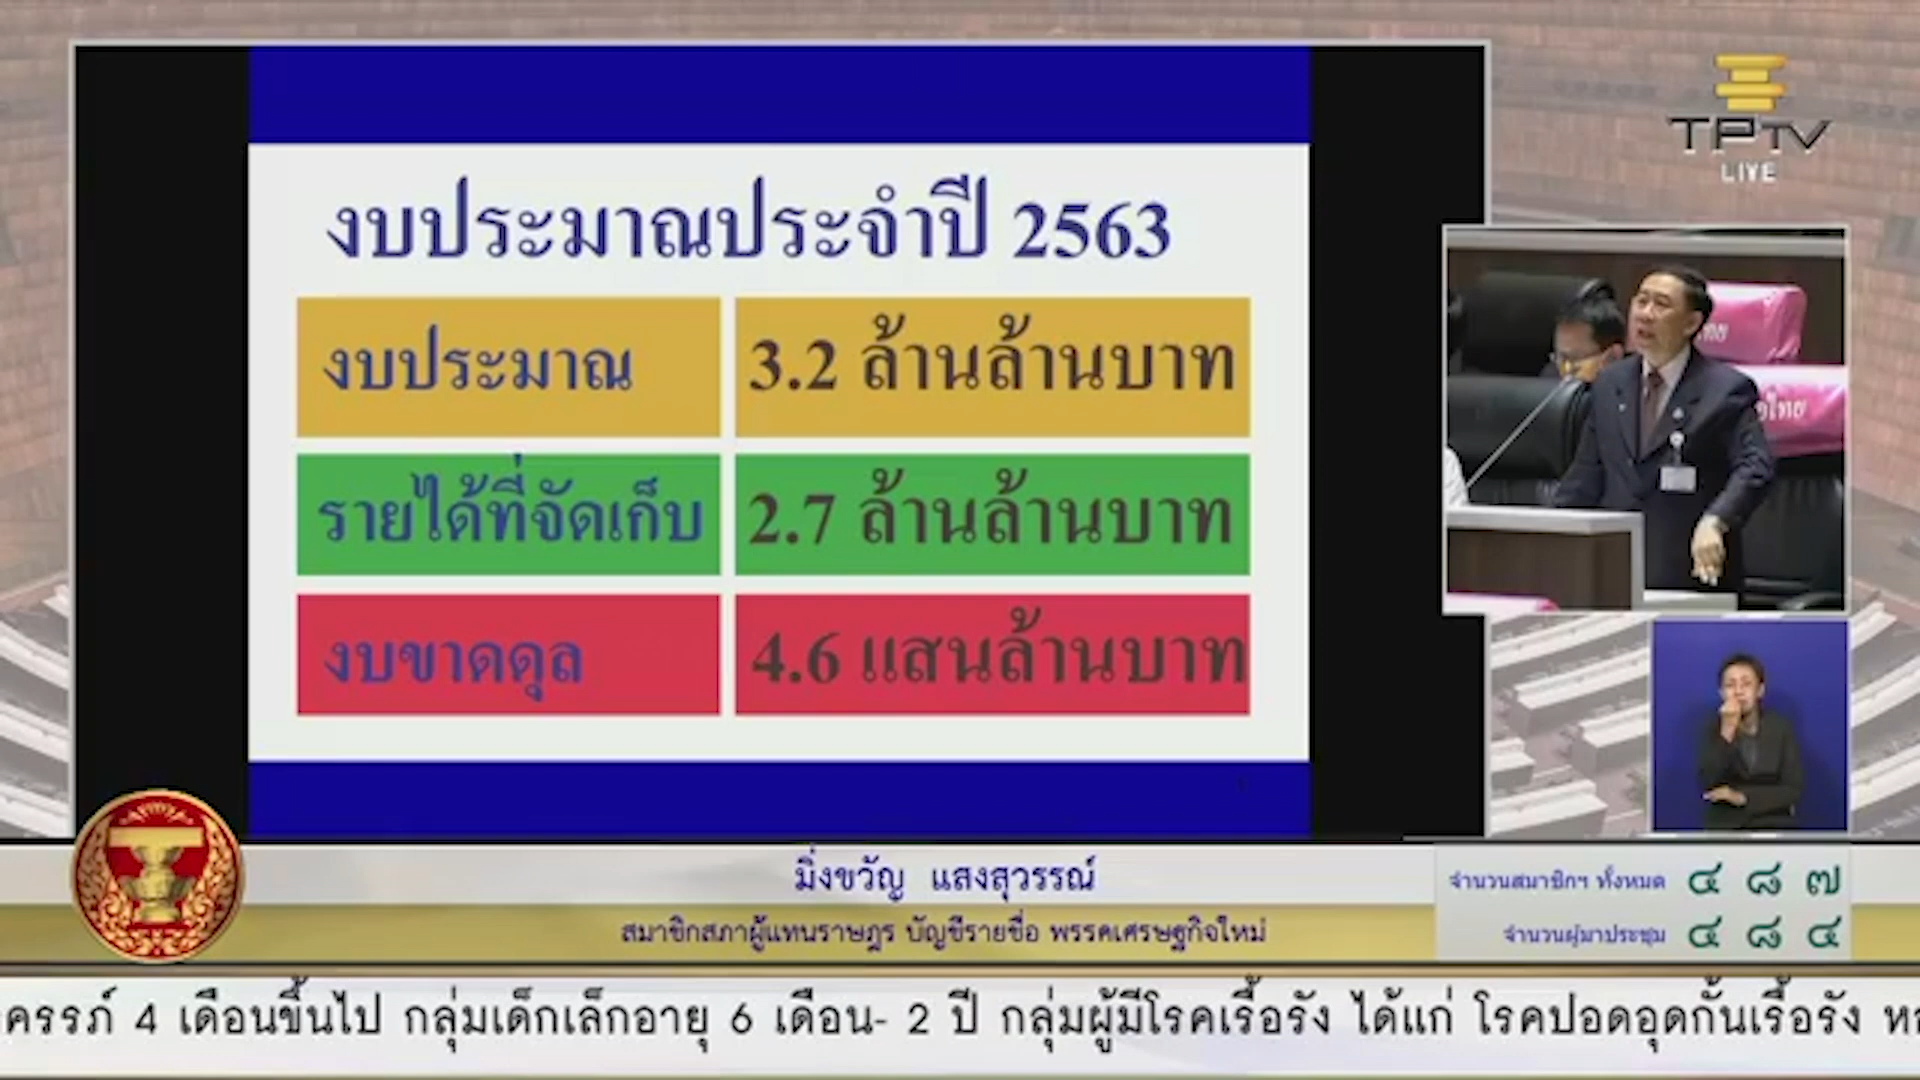 TPTV
LIVE
งบประมาณประจำปี 2563
งบประมาณ 3.2 ล้านล้านบาท
รายได้ที่จัดเก็บ 2.7 ล้านล้านบาท
งบขาดดุล 4.6 แสนล้านบาท
มิ่งขวัญ แสงสุวรรณ์
สมาชิกสภาผู้แทนราษฎร บัญชีรายชื่อ พรรคเศรษฐกิจใหม่
จำนวนสมาชิกฯ ทั้งหมด ๔ ๘ ๗
จำนวนผู้มาประชุม ๔ ๘ ๔
ครรภ์ 4 เดือนขึ้นไป กลุ่มเด็กเล็กอายุ 6 เดือน- 2 ปี กลุ่มผู้มีโรคเรื้อรัง ได้แก่ โรคปอดอุดกั้นเรื้อรัง